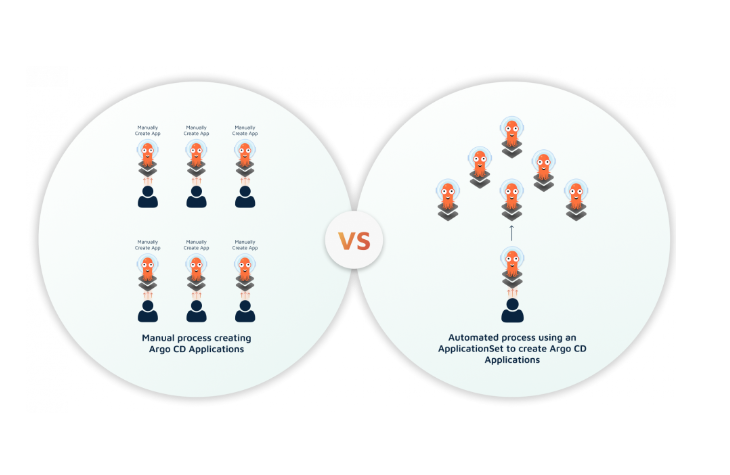 Manually
Create App
Manually
Create App
Manually
Create App
Manually
Create App
Manually
Create App
Manually
Create App
Manual process creating
Argo CD Applications
VS
Automated process using an
ApplicationSet to create Argo CD
Applications